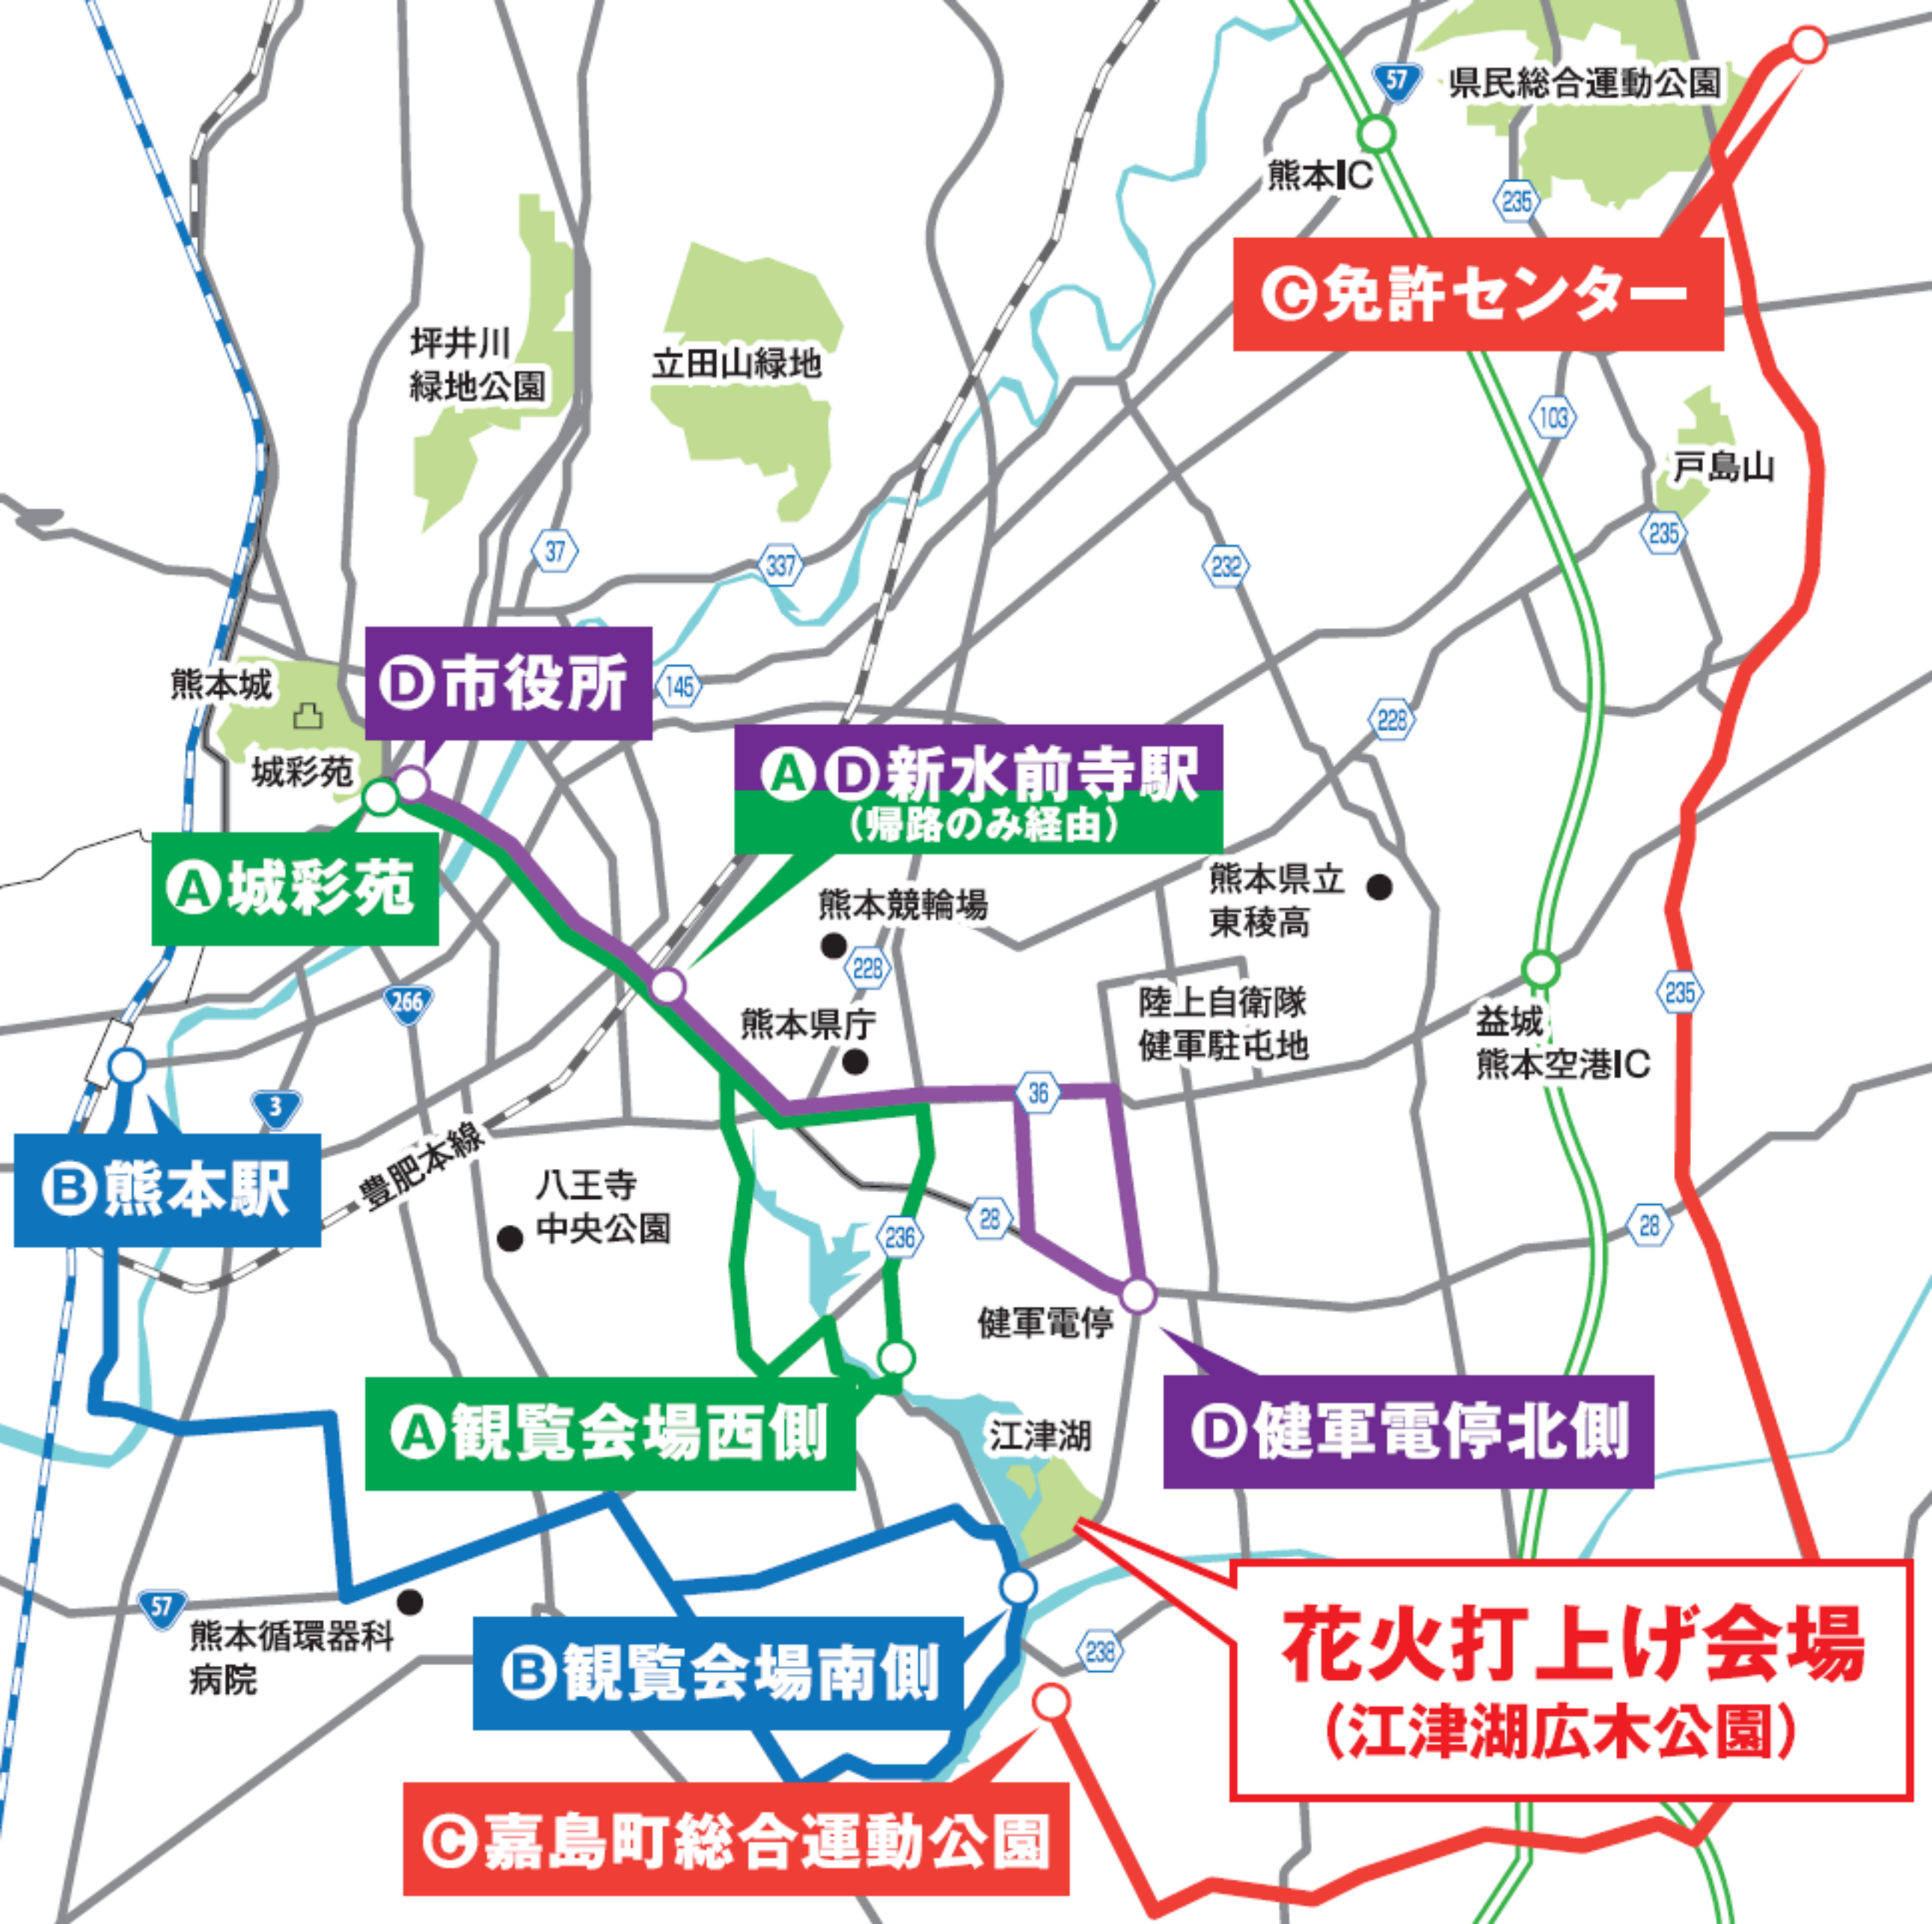 57
県民総合運動公園
熊本IC
235
Ⓒ免許センター
坪井川
緑地公園
立田山緑地
103
戸島山
235
37
337
232
熊本城
Ⓓ市役所
145
228
城彩苑
ⒶⒹ新水前寺駅
(帰路のみ経由)
Ⓐ城彩苑
熊本競輪場
熊本県立
東稜高
228
266
235
陸上自衛隊
健軍駐屯地
熊本県庁
益城
熊本空港IC
3
36
Ⓑ熊本駅
豊肥本線
八王寺
中央公園
28
236
28
健軍電停
Ⓐ観覧会場西側
江津湖
Ⓓ健軍電停北側
57
熊本循環器科
病院
Ⓑ観覧会場南側
238
花火打上げ会場
(江津湖広木公園)
Ⓒ嘉島町総合運動公園